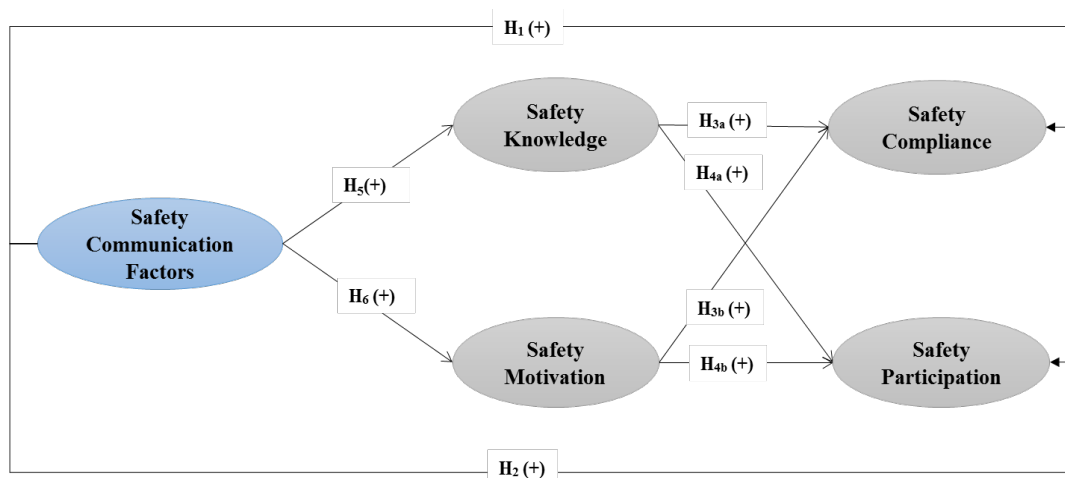 H₁ (+)
Safety
Knowledge
H₃ₐ (+)
Safety
Compliance
H₄ₐ (+)
H₅(+)
Safety
Communication
Factors
H₆ (+)
H₃b (+)
Safety
Motivation
H₄b (+)
Safety
Participation
H₂ (+)